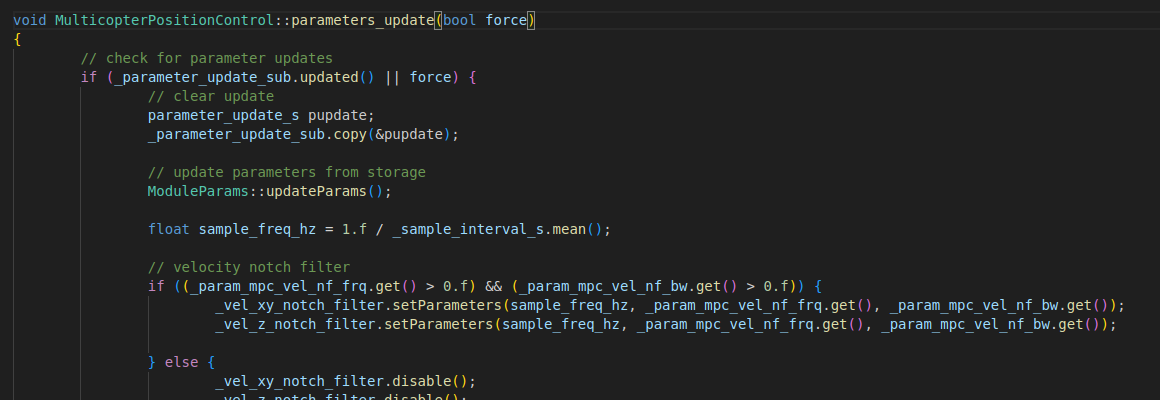 void MulticopterPositionControl::parameters_update(bool force)
{
// check for parameter updates
if (_parameter_update_sub.updated() || force) {
// clear update
parameter_update_s pupdate;
_parameter_update_sub.copy(&pupdate);
// update parameters from storage
ModuleParams::updateParams();
float sample_freq_hz = 1.f / _sample_interval_s.mean();
// velocity notch filter
if ((_param_mpc_vel_nf_frq.get() > 0.f) && (_param_mpc_vel_nf_bw.get() > 0.f)) {
_vel_xy_notch_filter.setParameters(sample_freq_hz, _param_mpc_vel_nf_frq.get(), _param_mpc_vel_nf_bw.get());
_vel_z_notch_filter.setParameters(sample_freq_hz, _param_mpc_vel_nf_frq.get(), _param_mpc_vel_nf_bw.get());
} else {
_vel_xy_notch_filter.disable();
_vel_z_notch_filter.disable();